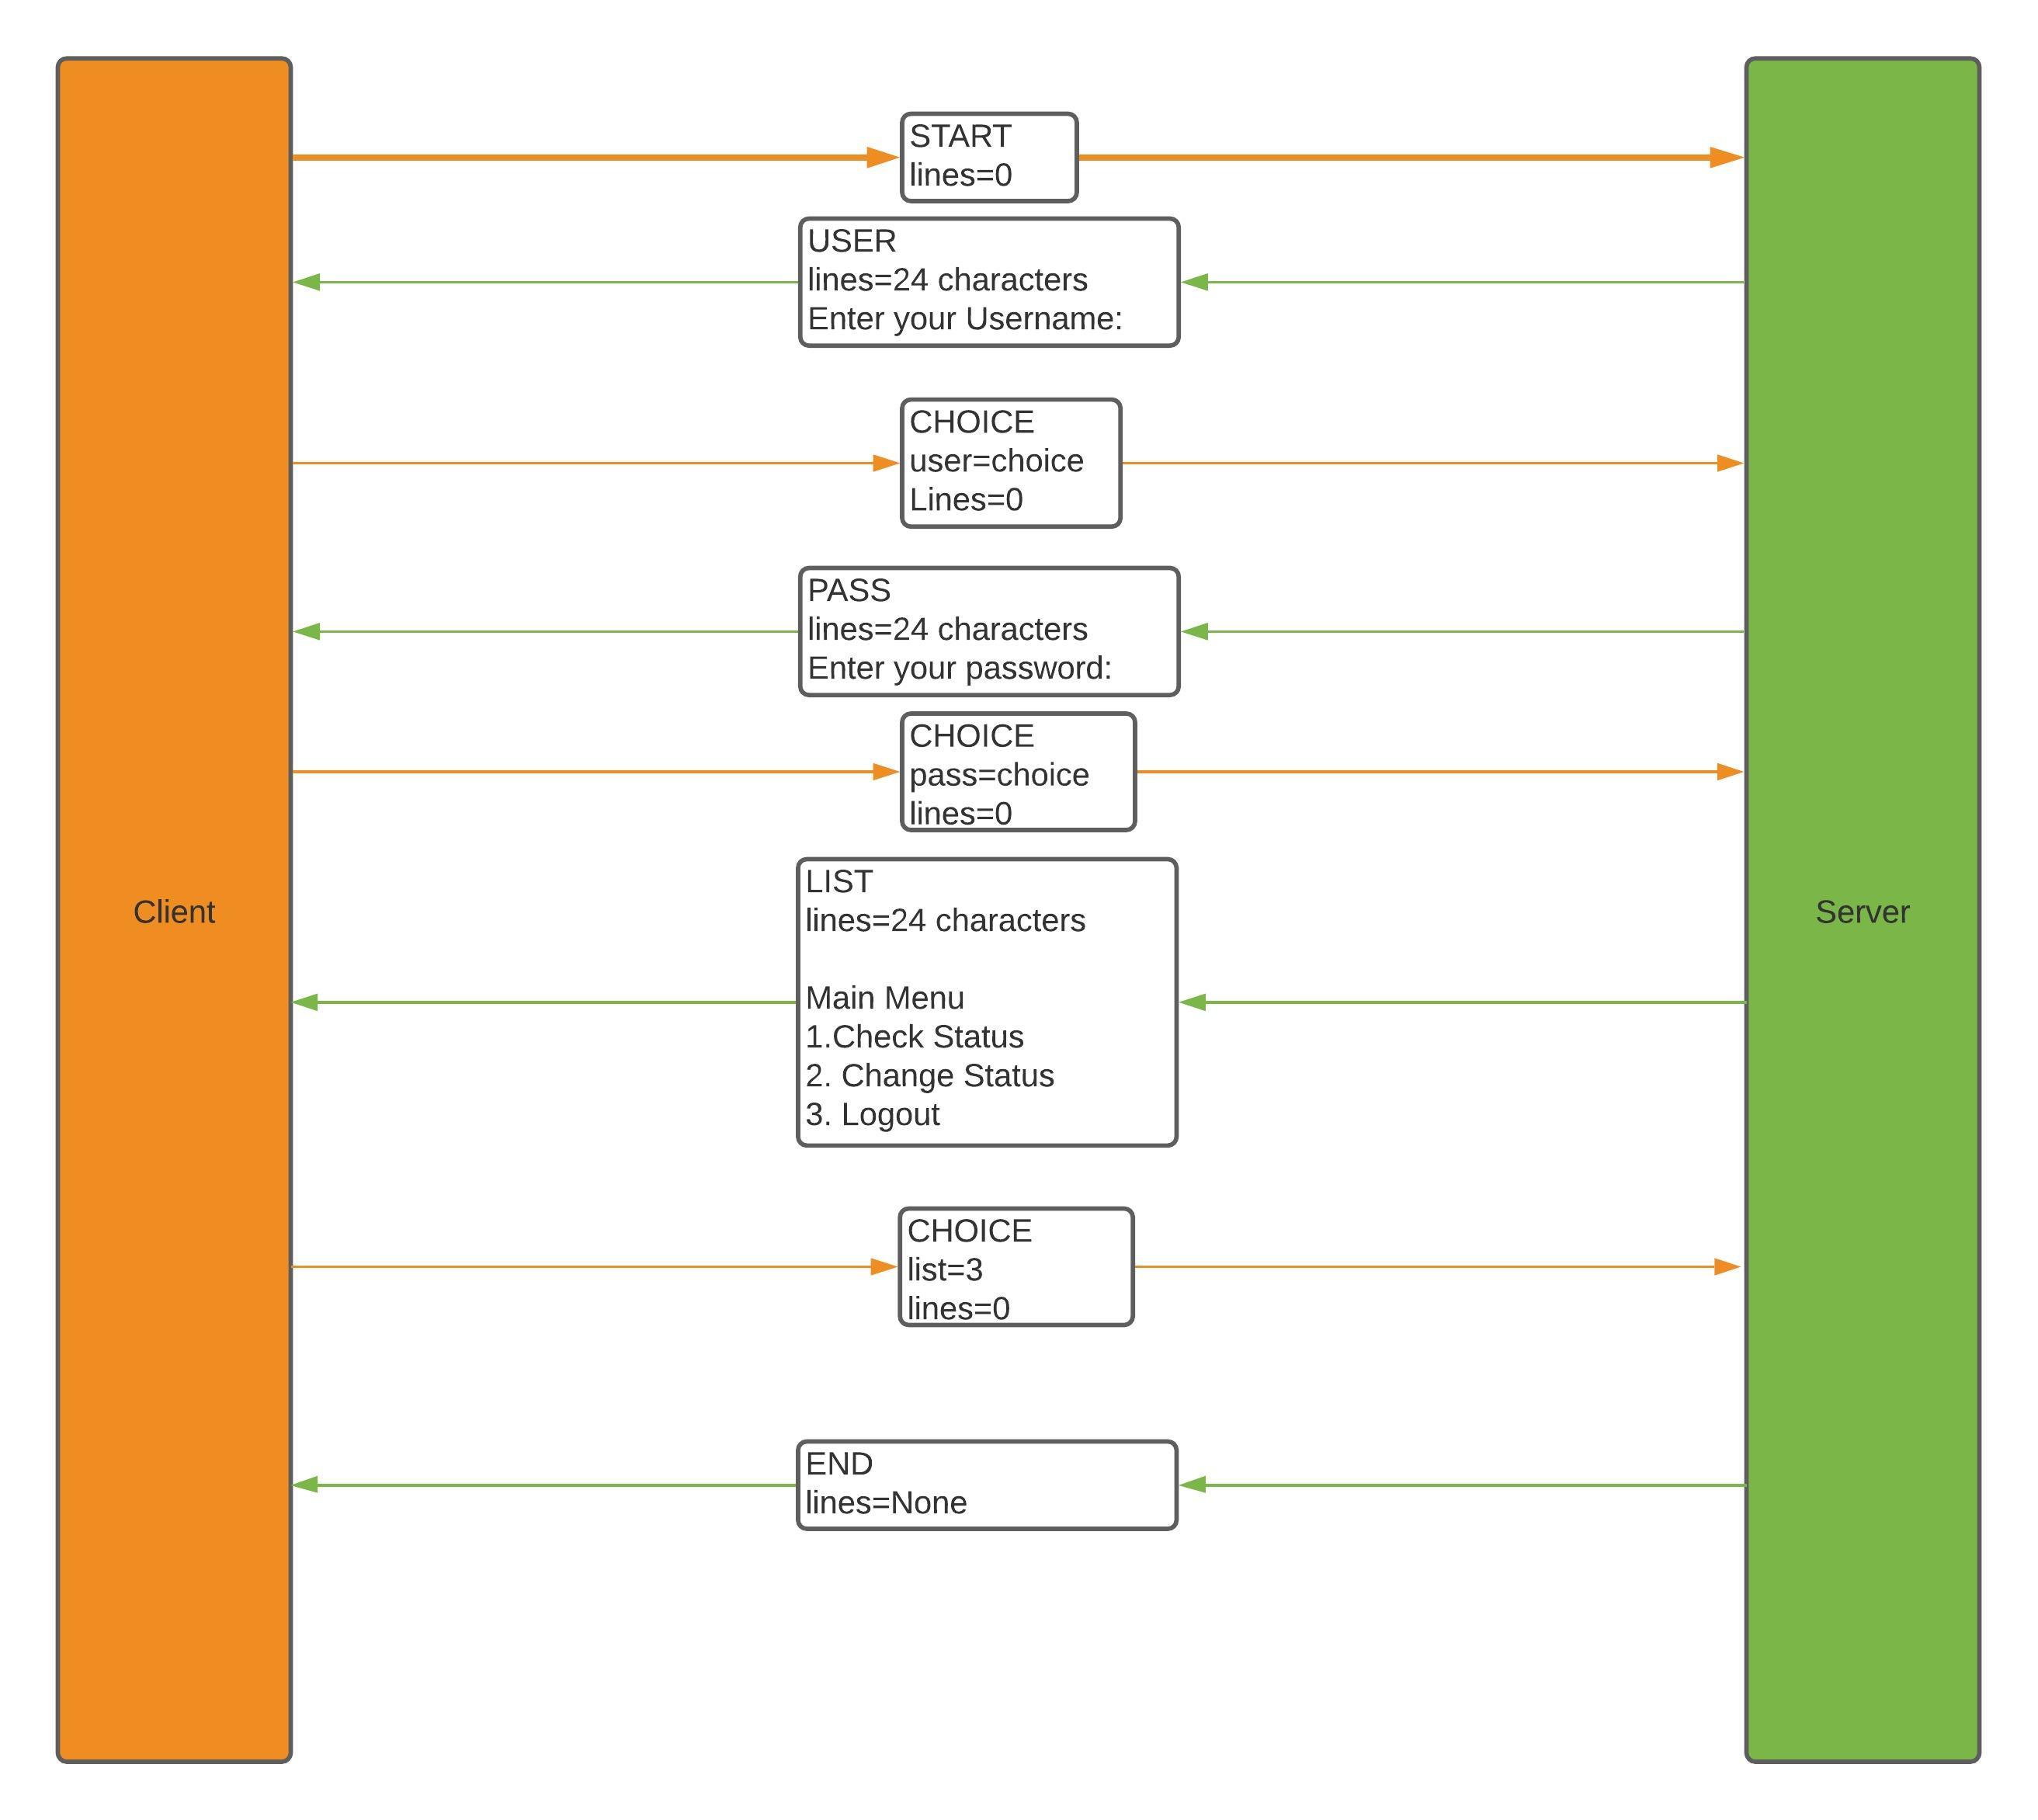 START
lines=0
USER
lines=24 characters
Enter your Username:
CHOICE
user=choice
Lines=0
PASS
lines=24 characters
Enter your password:
CHOICE
pass=choice
lines=0
LIST
lines=24 characters
Main Menu
1.Check Status
2. Change Status
3. Logout
Client
Server
CHOICE
list=3
lines=0
END
lines=None